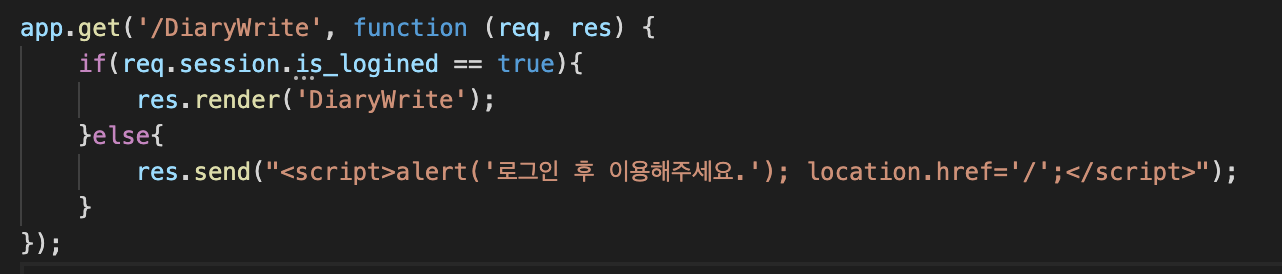 app.get('/DiaryWrite', function (req, res) {
    if(req.session.is_logined == true){
        res.render('DiaryWrite');
    }else{
        res.send("<script>alert('로그인 후 이용해주세요.'); location.href='/';</script>");
    }
});